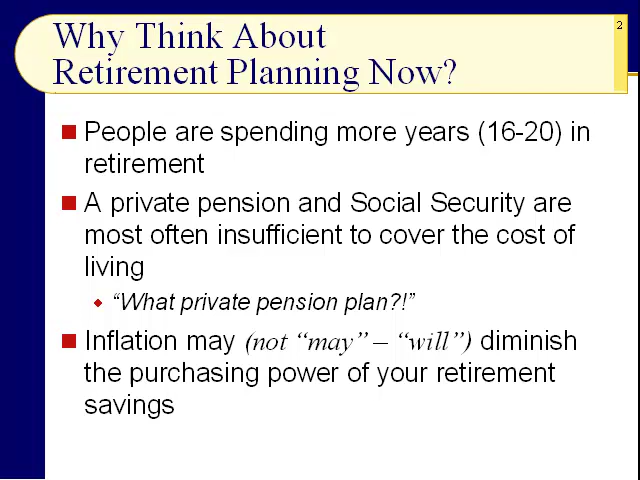 2
Why Think About
Retirement Planning Now?
People are spending more years (16-20) in
retirement
A private pension and Social Security are
most often insufficient to cover the cost of
living
“What private pension plan?!”
Inflation may (not “may” – “will”) diminish
the purchasing power of your retirement
savings